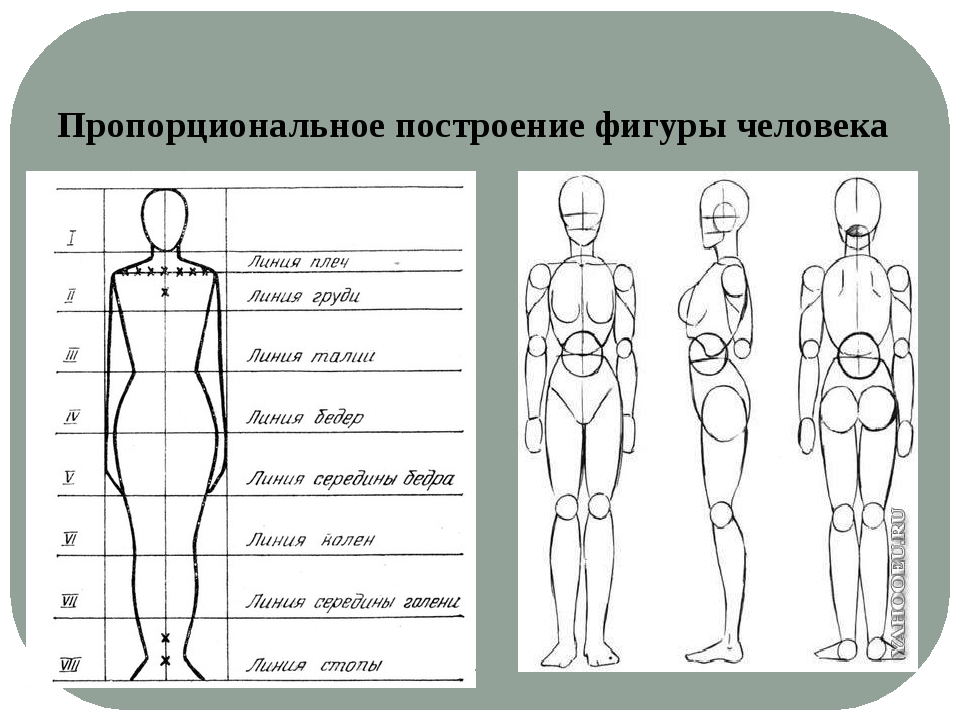 Пропорциональное построение фигуры человека
I
Линия плеч
II
Линия груди
III
Линия талии
IV
Линия бедер
V
Линия середины бедра
VI
Линия колен
VII
Линия середины голени
VIII
Линия стопы
YAHOOEU.RU